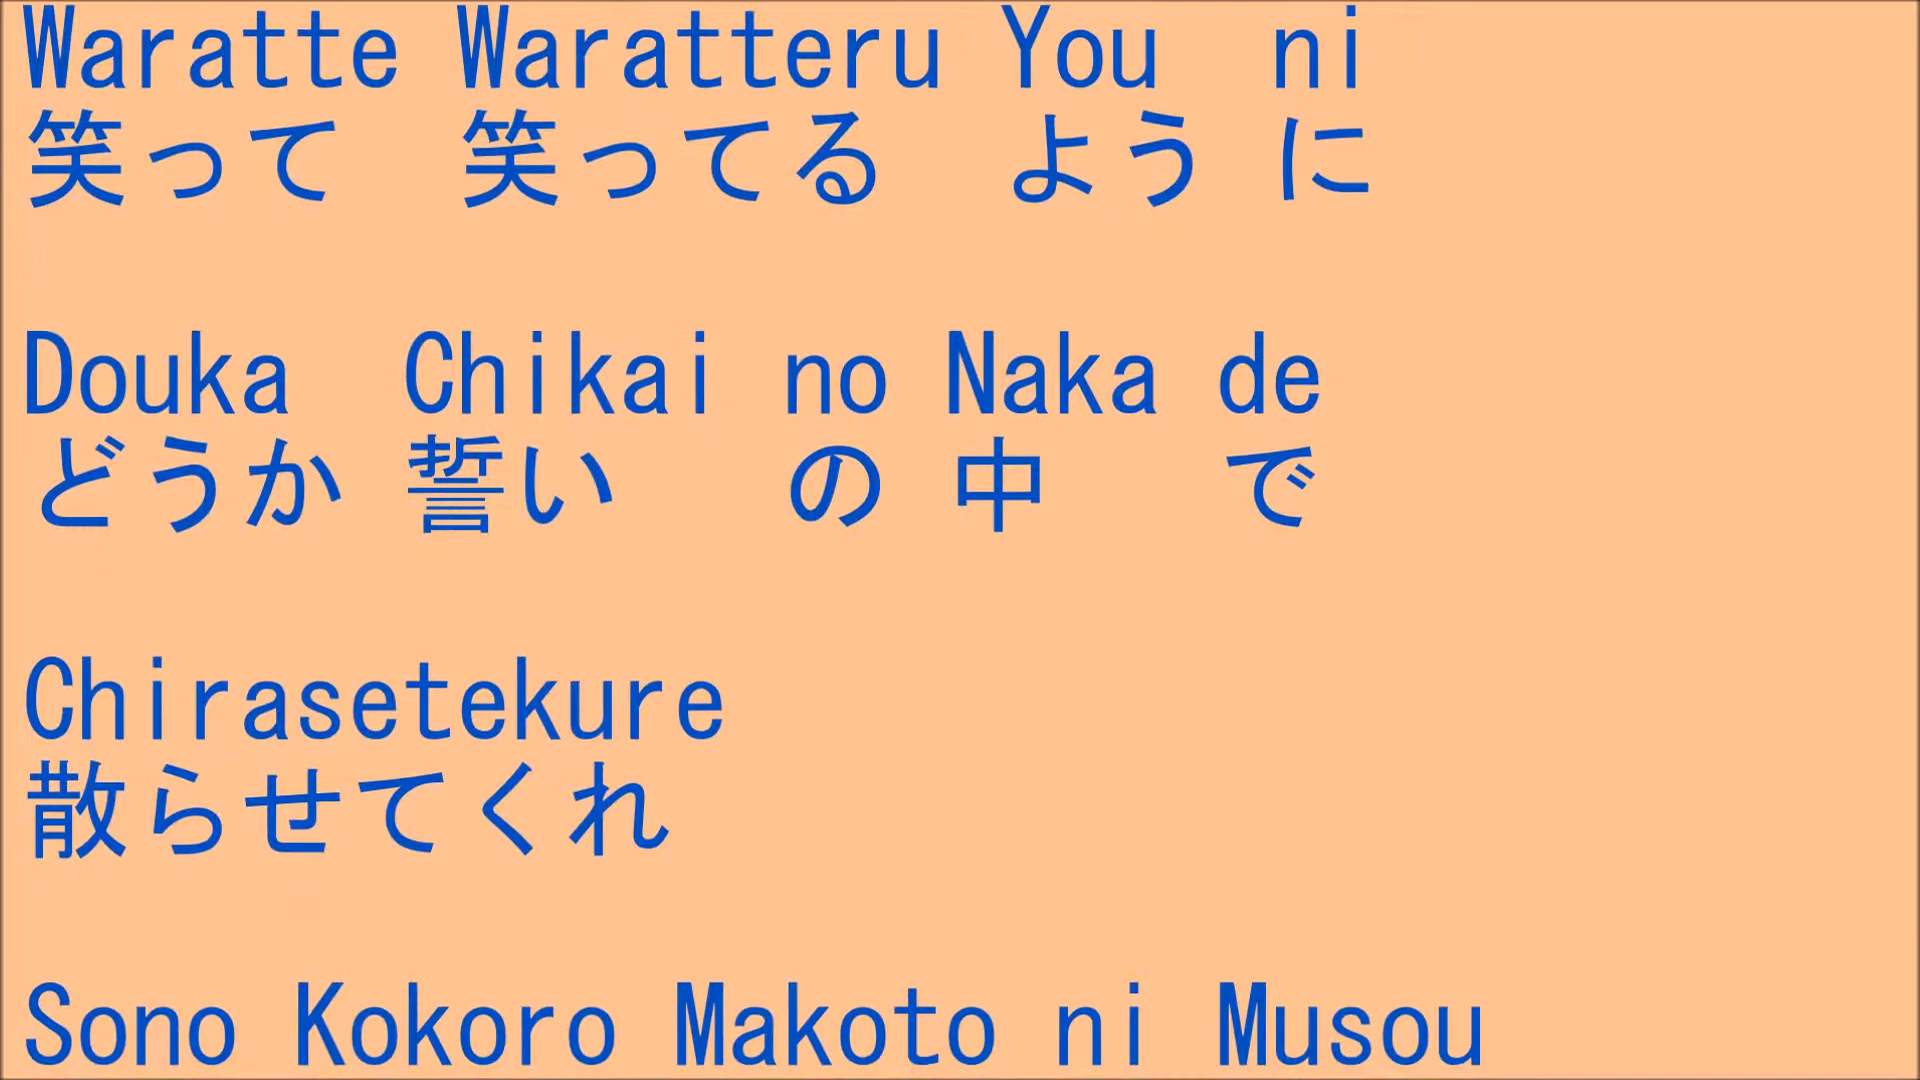 Waratte Waratteru You ni
笑って 笑ってる ように
Douka Chikai no Naka de
どうか 誓い の 中 で
Chirasetekure
散らせてくれ
Sono Kokoro Makoto ni Musou